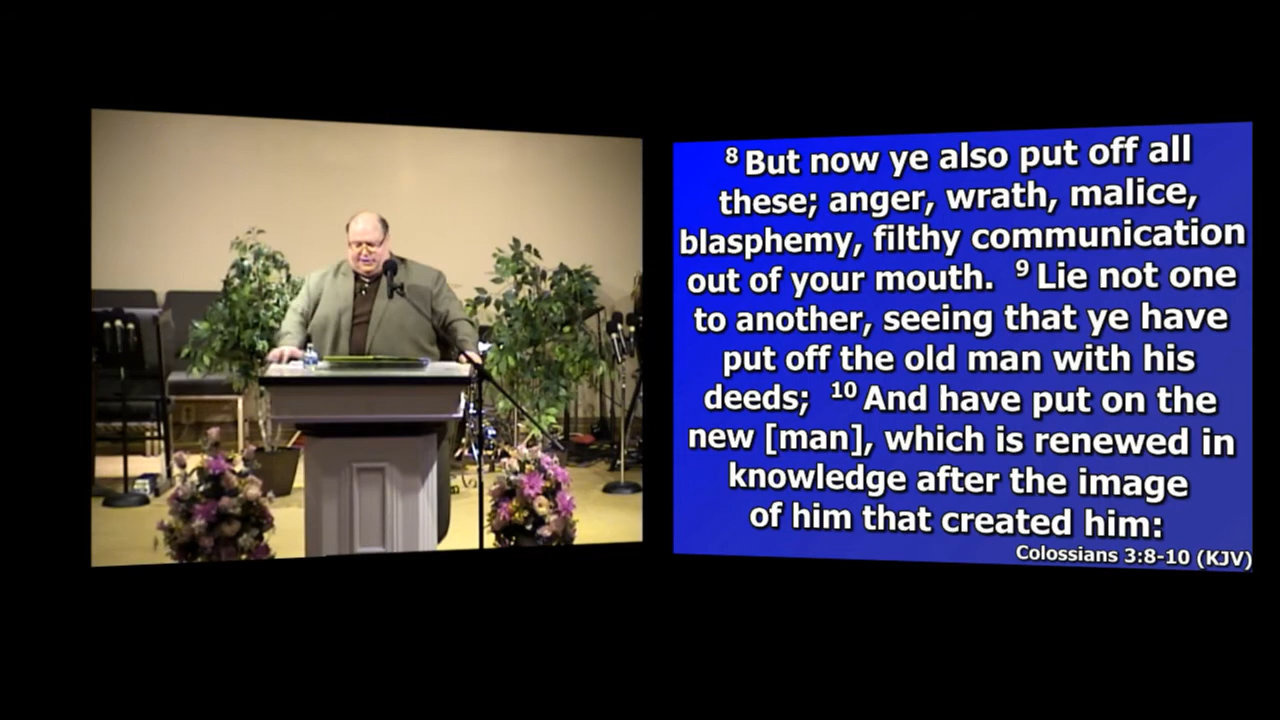 8 But now ye also put off all
these; anger, wrath, malice,
blasphemy, filthy communication
out of your mouth. 9 Lie not one
to another, seeing that ye have
put off the old man with his
deeds; 10 And have put on the
new [man], which is renewed in
knowledge after the image
of him that created him:
Colossians 3:8-10 (KJV)